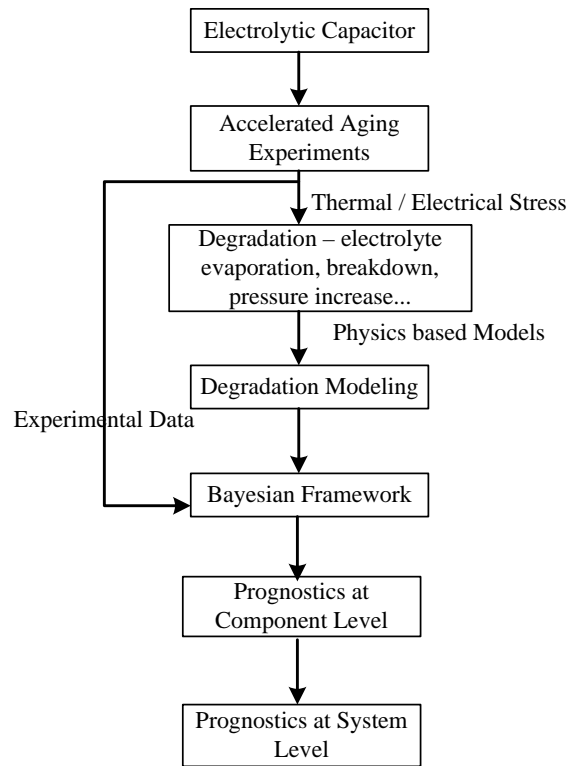 Electrolytic Capacitor
Accelerated Aging
Experiments
Thermal / Electrical Stress
Degradation – electrolyte
evaporation, breakdown,
pressure increase...
Physics based Models
Degradation Modeling
Experimental Data
Bayesian Framework
Prognostics at
Component Level
Prognostics at System
Level